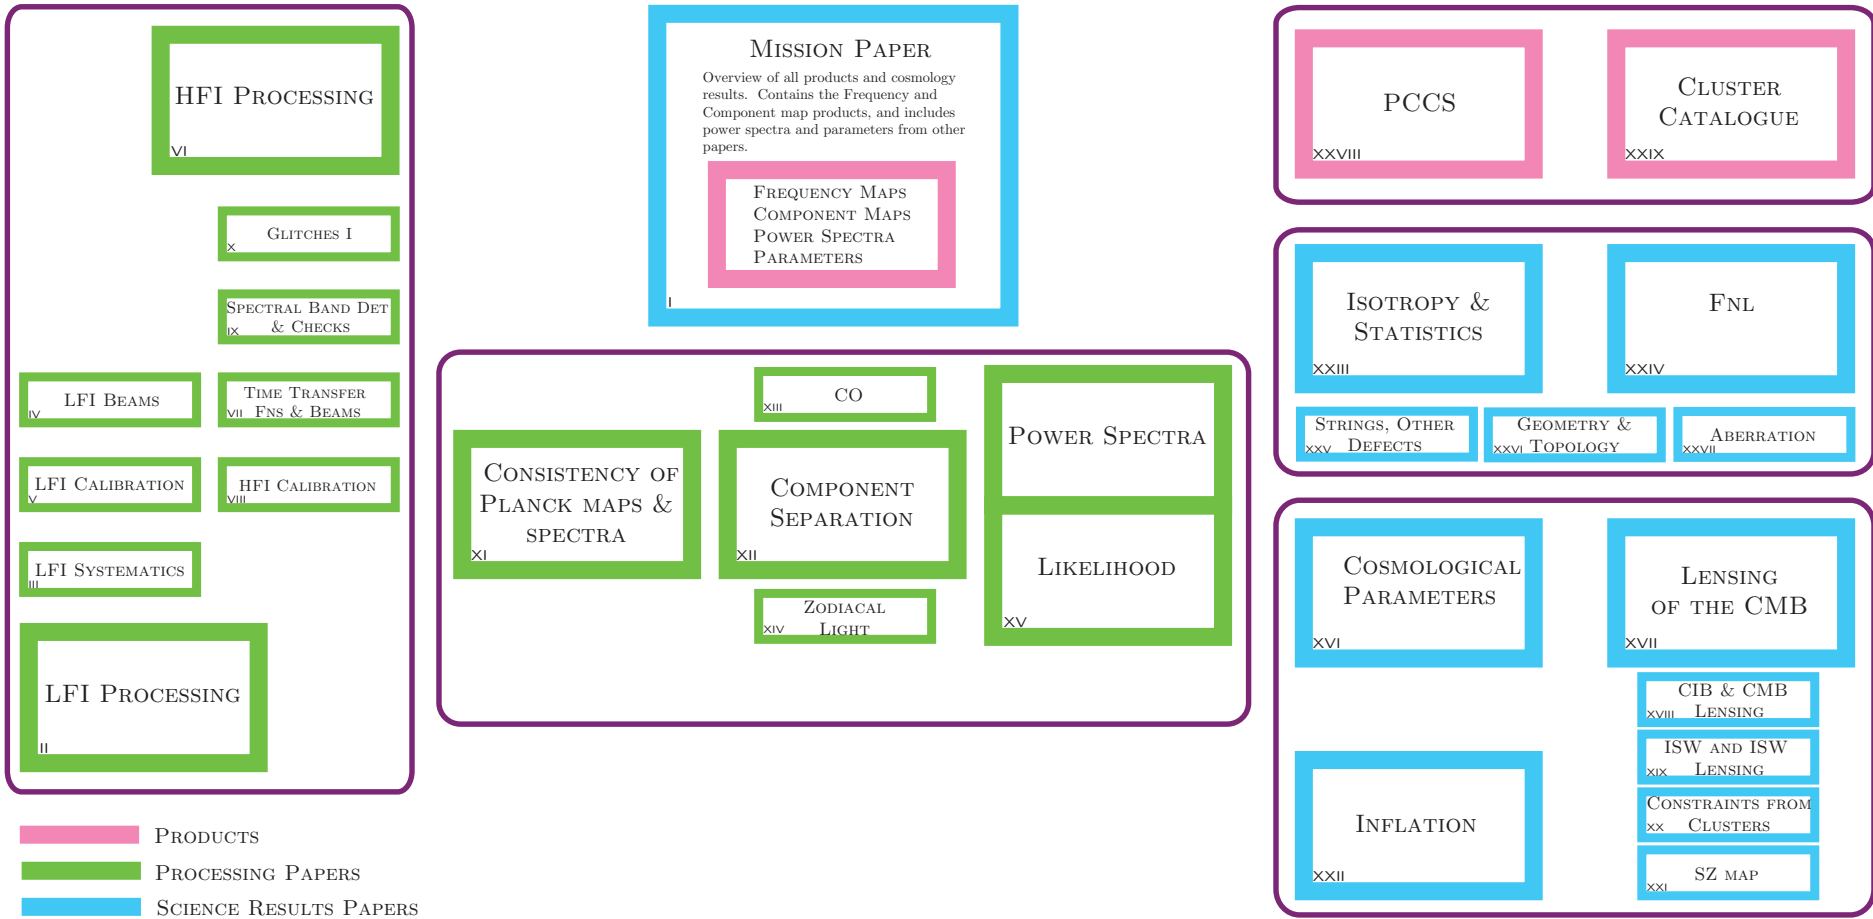 HFI Processing
VI
Glitches I
X
Spectral Band Det
& Checks
IX
LFI Beams
IV
Time Transfer
Fns & Beams
VII
LFI Calibration
V
HFI Calibration
VIII
LFI Systematics
III
LFI Processing
II
Mission Paper
Overview of all products and cosmology
results. Contains the Frequency and
Component map products, and includes
power spectra and parameters from other
papers.
Frequency Maps
Component Maps
Power Spectra
Parameters
I
CO
XIII
Consistency of
Planck maps &
spectra
XI
Component
Separation
XII
Zodiacal
Light
XIV
Power Spectra
Likelihood
XV
PCCS
XXVIII
Cluster
Catalogue
XXIX
Isotropy &
Statistics
XXIII
Fnl
XXIV
Strings, Other
Defects
XXV
Geometry &
Topology
XXVI
Aberration
XXVII
Cosmological
Parameters
XVI
Lensing
of the CMB
XVII
CIB & CMB
Lensing
XVIII
ISW and ISW
Lensing
XIX
Constraints from
Clusters
XX
SZ map
XXI
Inflation
XXII
Products
Processing Papers
Science Results Papers